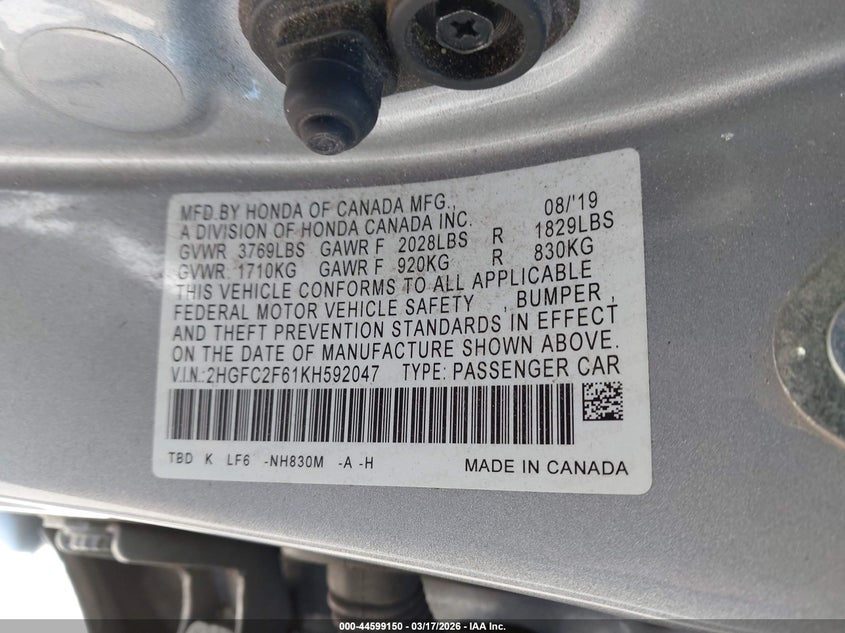 MFD.BY HONDA OF CANADA MFG., 08/'19
A DIVISION OF HONDA CANADA INC.
GVWR 3769LBS GAWR F 2028LBS R 1829LBS
GVWR 1710KG GAWR F 920KG R 830KG
THIS VEHICLE CONFORMS TO ALL APPLICABLE
FEDERAL MOTOR VEHICLE SAFETY , BUMPER ,
AND THEFT PREVENTION STANDARDS IN EFFECT
ON THE DATE OF MANUFACTURE SHOWN ABOVE.
V.I.N.:2HGFC2F61KH592047 TYPE: PASSENGER CAR
TBD K LF6 -NH830M -A -H MADE IN CANADA
000-44599150 - 03/17/2026 - IAA Inc.